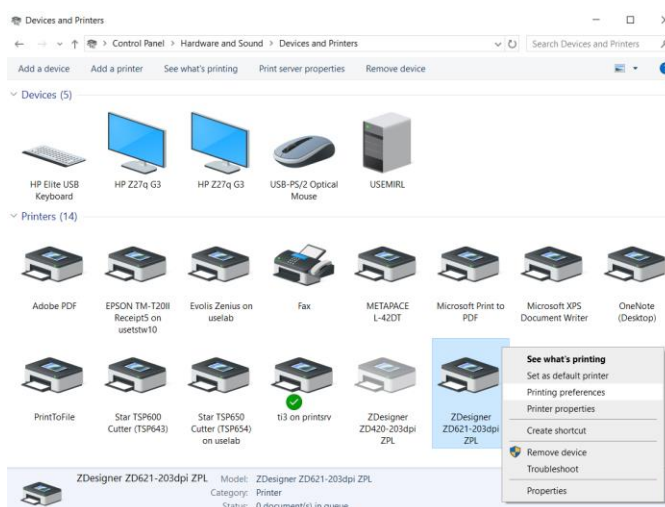 Devices and Printers
Control Panel > Hardware and Sound > Devices and Printers
Search Devices and Printers
Add a device Add a printer See what's printing Print server properties Remove device
Devices (5)
HP Elite USB Keyboard
HP Z27q G3
HP Z27q G3
USB-PS/2 Optical Mouse
USEMIRL
Printers (14)
Adobe PDF
EPSON TM-T20II Receipt5 on usetstw10
Evolis Zenius on uselab
Fax
METAPACE L-42DT
Microsoft Print to PDF
Microsoft XPS Document Writer
OneNote (Desktop)
PrintToFile
Star TSP600 Cutter (TSP643)
Star TSP650 Cutter (TSP654) on uselab
ti3 on printsrv
ZDesigner ZD420-203dpi ZPL
ZDesigner ZD621-203dpi ZPL
See what's printing
Set as default printer
Printing preferences
Printer properties
Create shortcut
Remove device
Troubleshoot
Properties
ZDesigner ZD621-203dpi ZPL Model: ZDesigner ZD621-203dpi ZPL
Category: Printer
Status: 0 document(s) in queue